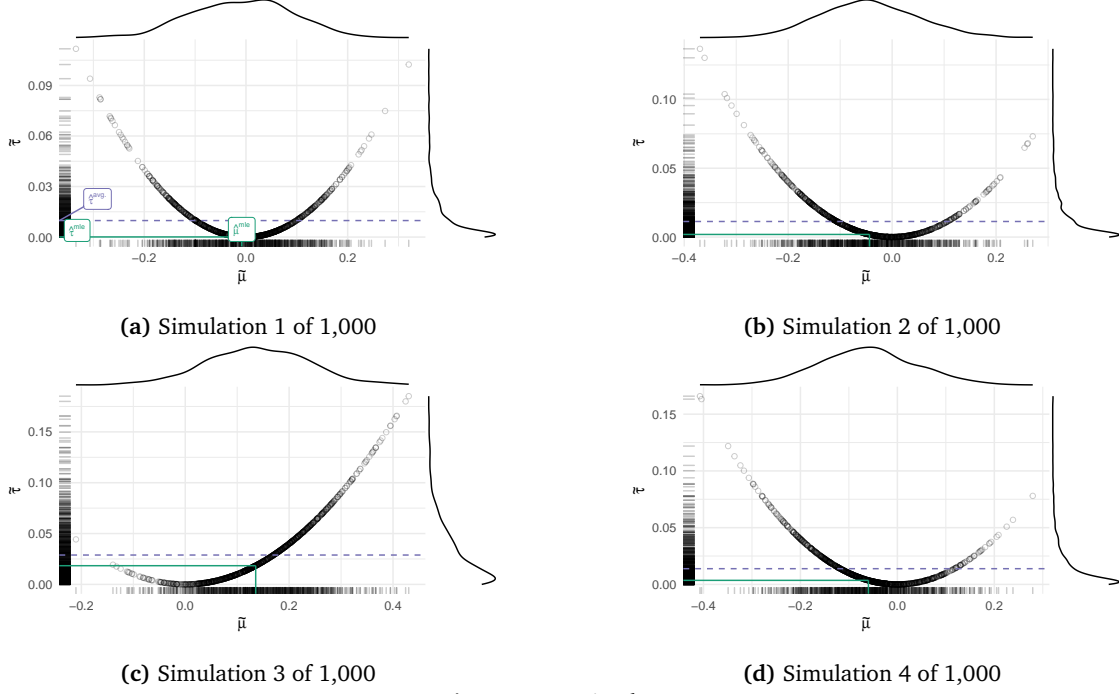 0.09
0.06
0.03
0.00
τ̃
τ̂avg.
τ̂mle
μ̂mle
−0.2 0.0 0.2
μ̃
(a) Simulation 1 of 1,000
0.10
0.05
0.00
τ̃
−0.4 −0.2 0.0 0.2
μ̃
(b) Simulation 2 of 1,000
0.15
0.10
0.05
0.00
τ̃
−0.2 0.0 0.2 0.4
μ̃
(c) Simulation 3 of 1,000
0.15
0.10
0.05
0.00
τ̃
−0.4 −0.2 0.0 0.2
μ̃
(d) Simulation 4 of 1,000